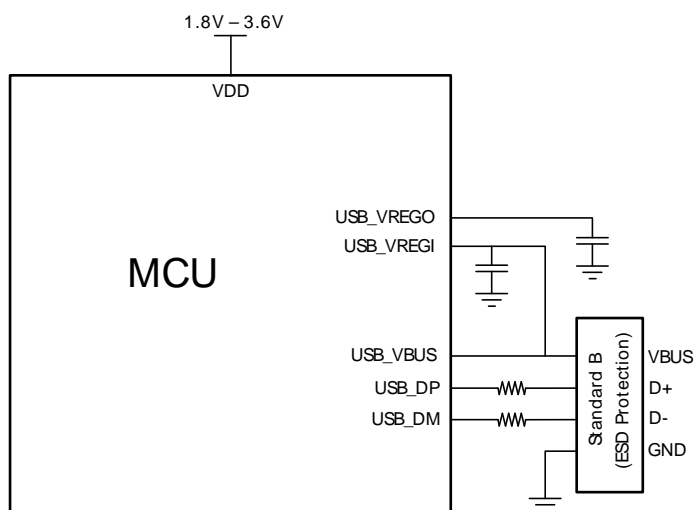 1.8V – 3.6V
VDD
USB_VREGO
USB_VREGI
MCU
USB_VBUS
USB_DP
USB_DM
Standard B
(ESD Protection)
VBUS
D+
D-
GND